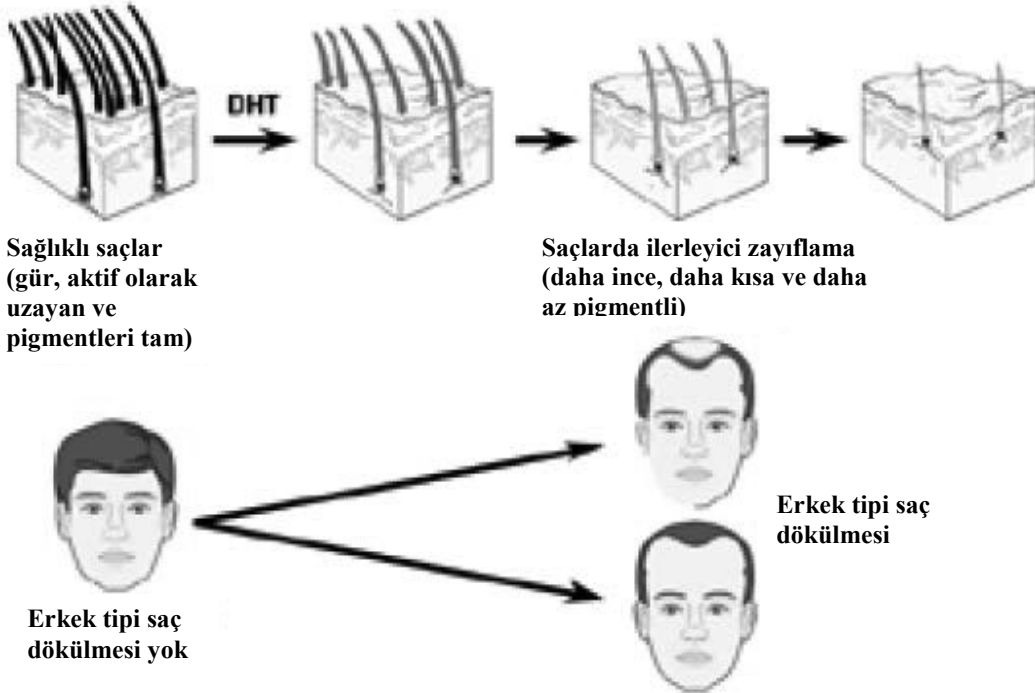 DHT
Sağlıklı saçlar
(gür, aktif olarak
uzayan ve
pigmentleri tam)
Saçlarda ilerleyici zayıflama
(daha ince, daha kısa ve daha
az pigmentli)
Erkek tipi saç
dökülmesi
Erkek tipi saç
dökülmesi yok